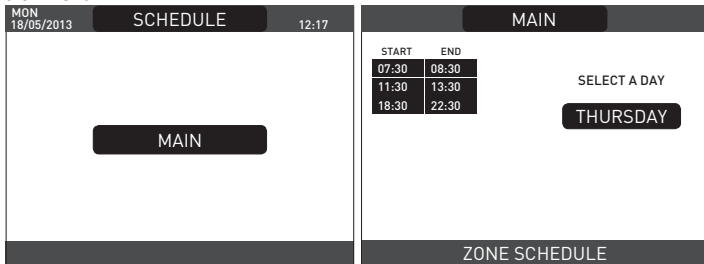 MON
18/05/2013 SCHEDULE 12:17
MAIN
MAIN
START END
07:30 08:30
11:30 13:30
18:30 22:30
SELECT A DAY
THURSDAY
ZONE SCHEDULE